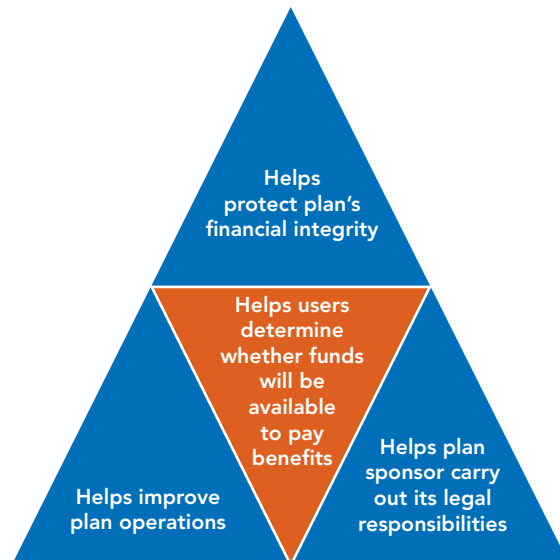 Helps
protect plan's
financial integrity
Helps users
determine
whether funds
will be
available
to pay
benefits
Helps improve
plan operations
Helps plan
sponsor carry
out its legal
responsibilities